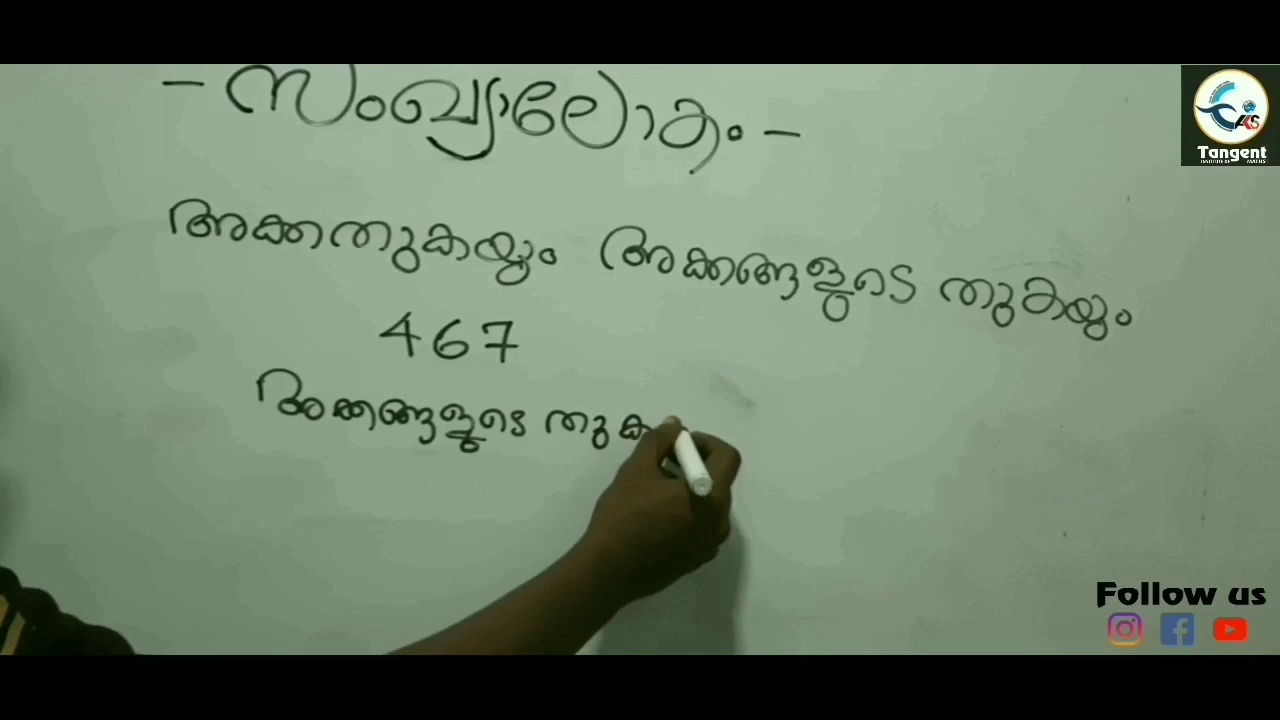 - സംഖ്യാലോകം -
അക്കതുകയും അക്കങ്ങളുടെ തുകയും
467
അക്കങ്ങളുടെ തുക
Tangent
Follow us